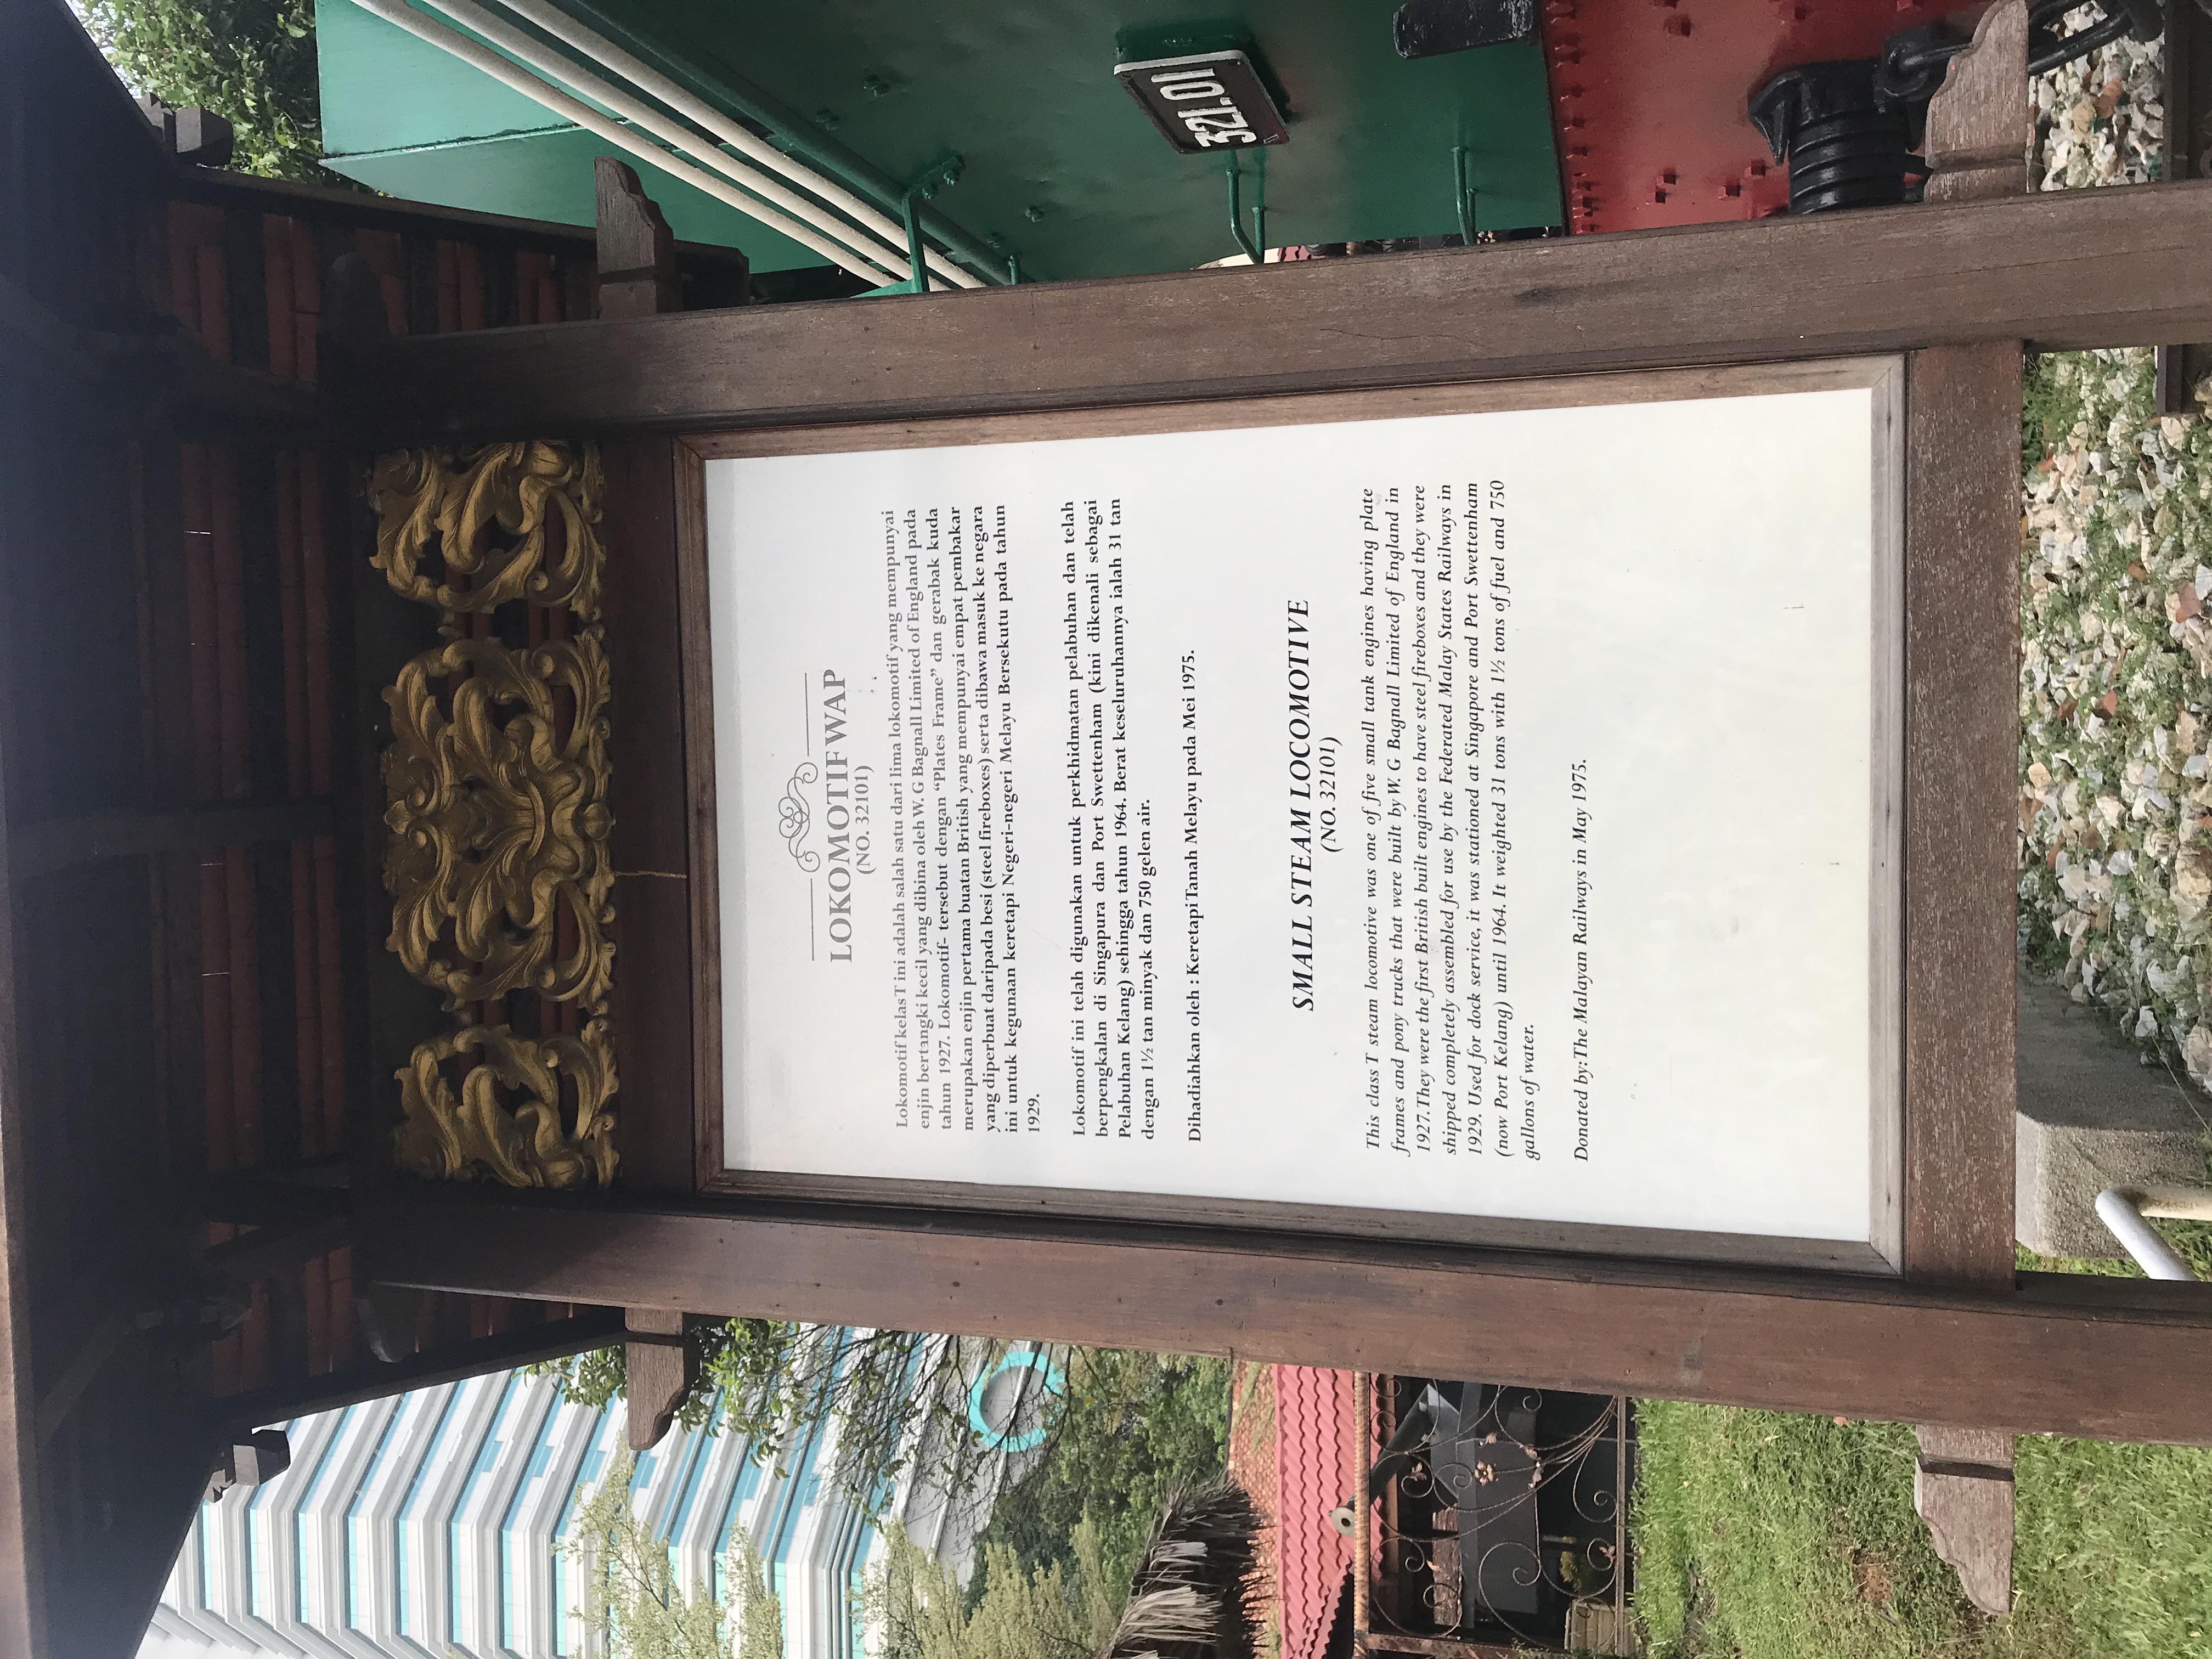 LOKOMOTIF WAP
(NO. 32101)
Lokomotif kelas T ini adalah salah satu dari lima lokomotif yang mempunyai
enjin bertangki kecil yang dibina oleh W. G Bagnall Limited of England pada
tahun 1927. Lokomotif- tersebut dengan “Plates Frame” dan gerabak kuda
merupakan enjin pertama buatan British yang mempunyai empat pembakar
yang diperbuat daripada besi (steel fireboxes) serta dibawa masuk ke negara
ini untuk kegunaan keretapi Negeri-negeri Melayu Bersekutu pada tahun
1929.
Lokomotif ini telah digunakan untuk perkhidmatan pelabuhan dan telah
berpengkalan di Singapura dan Port Swettenham (kini dikenali sebagai
Pelabuhan Kelang) sehingga tahun 1964. Berat keseluruhannya ialah 31 tan
dengan 1½ tan minyak dan 750 gelen air.
Dihadiahkan oleh : Keretapi Tanah Melayu pada Mei 1975.
SMALL STEAM LOCOMOTIVE
(NO. 32101)
This class T steam locomotive was one of five small tank engines having plate
frames and pony trucks that were built by W. G Bagnall Limited of England in
1927. They were the first British built engines to have steel fireboxes and they were
shipped completely assembled for use by the Federated Malay States Railways in
1929. Used for dock service, it was stationed at Singapore and Port Swettenham
(now Port Kelang) until 1964. It weighted 31 tons with 1½ tons of fuel and 750
gallons of water.
Donated by: The Malayan Railways in May 1975.
321.01